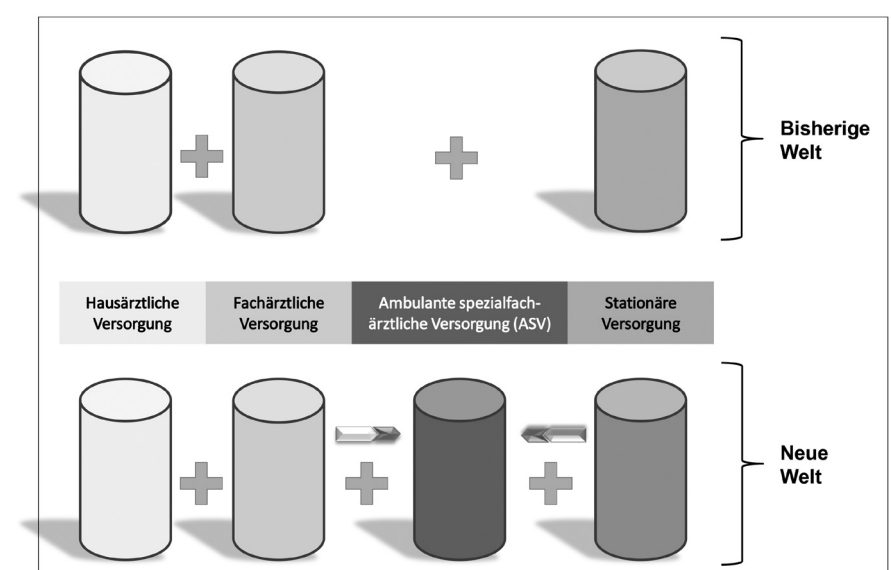 Bisherige
Welt
Hausärztliche
Versorgung
Fachärztliche
Versorgung
Ambulante spezialfach-
ärztliche Versorgung (ASV)
Stationäre
Versorgung
Neue
Welt